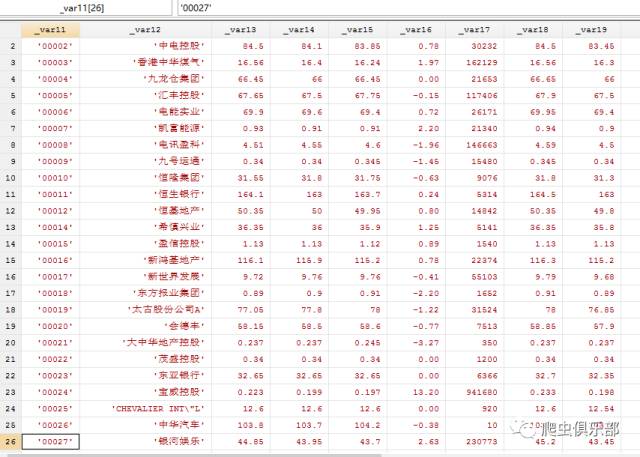 _var11[26] '00027'
_var11 _var12 _var13 _var14 _var15 _var16 _var17 _var18 _var19
2 '00002' '中电控股' 84.5 84.1 83.85 0.78 30232 84.5 83.45
3 '00003' '香港中华煤气' 16.56 16.4 16.24 1.97 162129 16.56 16.3
4 '00004' '九龙仓集团' 66.45 66 66.45 0.00 21653 66.65 66
5 '00005' '汇丰控股' 67.65 67.5 67.75 -0.15 117406 67.9 67.5
6 '00006' '电能实业' 69.9 69.6 69.4 0.72 26171 69.95 69.4
7 '00007' '凯富能源' 0.93 0.91 0.91 2.20 21340 0.94 0.9
8 '00008' '电讯盈科' 4.51 4.55 4.6 -1.96 146663 4.59 4.5
9 '00009' '九号运通' 0.34 0.34 0.345 -1.45 15480 0.345 0.34
10 '00010' '恒隆集团' 31.55 31.8 31.75 -0.63 9076 31.8 31.3
11 '00011' '恒生银行' 164.1 163 163.7 0.24 5314 164.5 163
12 '00012' '恒基地产' 50.35 50 49.95 0.80 14842 50.35 49.8
13 '00014' '希慎兴业' 36.35 36 35.9 1.25 5141 36.35 35.8
14 '00015' '盈信控股' 1.13 1.13 1.12 0.89 1540 1.13 1.13
15 '00016' '新鸿基地产' 116.1 115.9 115.2 0.78 22374 116.3 115.2
16 '00017' '新世界发展' 9.72 9.76 9.76 -0.41 55103 9.79 9.68
17 '00018' '东方报业集团' 0.89 0.9 0.91 -2.20 1652 0.91 0.89
18 '00019' '太古股份公司A' 77.05 77.8 78 -1.22 31524 78 76.85
19 '00020' '会德丰' 58.15 58.5 58.6 -0.77 7513 58.85 57.9
20 '00021' '大中华地产控股' 0.237 0.237 0.245 -3.27 350 0.237 0.237
21 '00022' '茂盛控股' 0.34 0.34 0.34 0.00 1200 0.34 0.34
22 '00023' '东亚银行' 32.65 32.65 32.65 0.00 6336 32.7 32.35
23 '00024' '宝威控股' 0.223 0.199 0.197 13.20 941680 0.233 0.198
24 '00025' 'CHEVALIER INT\"L' 12.6 12.6 12.6 0.00 920 12.6 12.54
25 '00026' '中华汽车' 103.8 103.7 104.2 -0.38 10
26 '00027' '银河娱乐' 44.85 43.95 43.7 2.63 230773 45.2 43.45
爬虫俱乐部